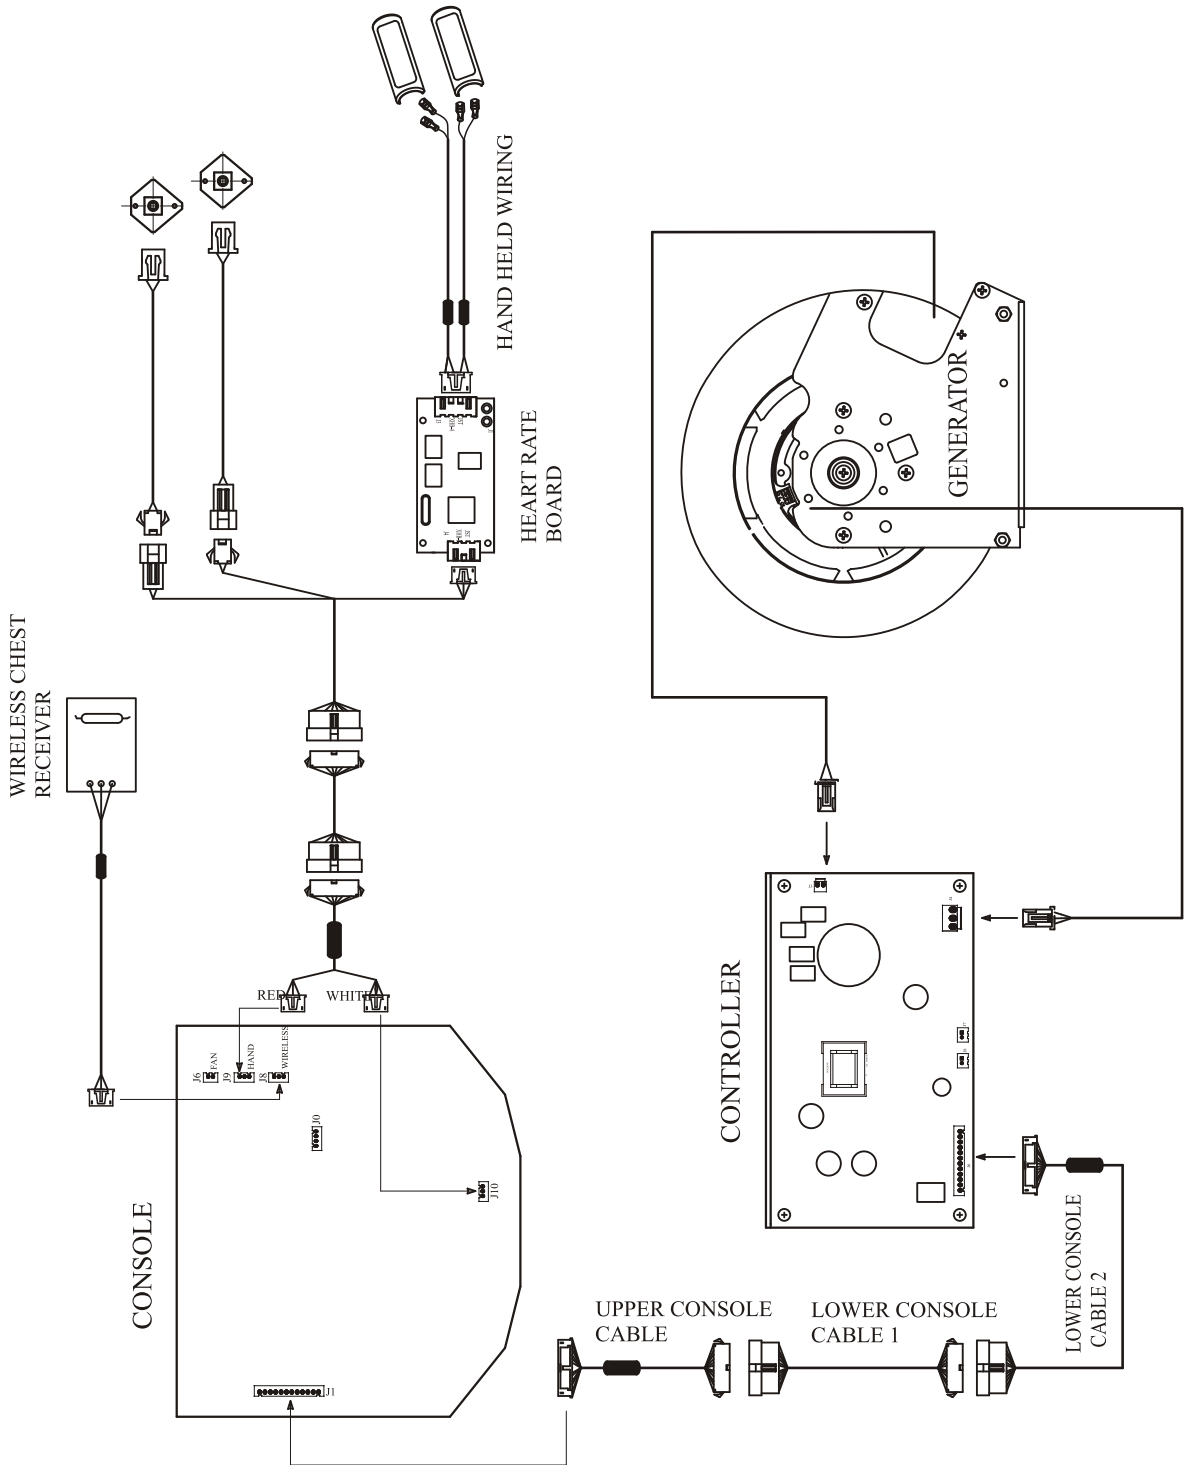 HAND HELD WIRING
HEART RATE
BOARD
WIRELESS CHEST
RECEIVER
GENERATOR
RED
WHIT
J6
FAN
J9
HAND
J8
WIRELESS
J0
J10
CONSOLE
J1
CONTROLLER
UPPER CONSOLE
CABLE
LOWER CONSOLE
CABLE 1
LOWER CONSOLE
CABLE 2